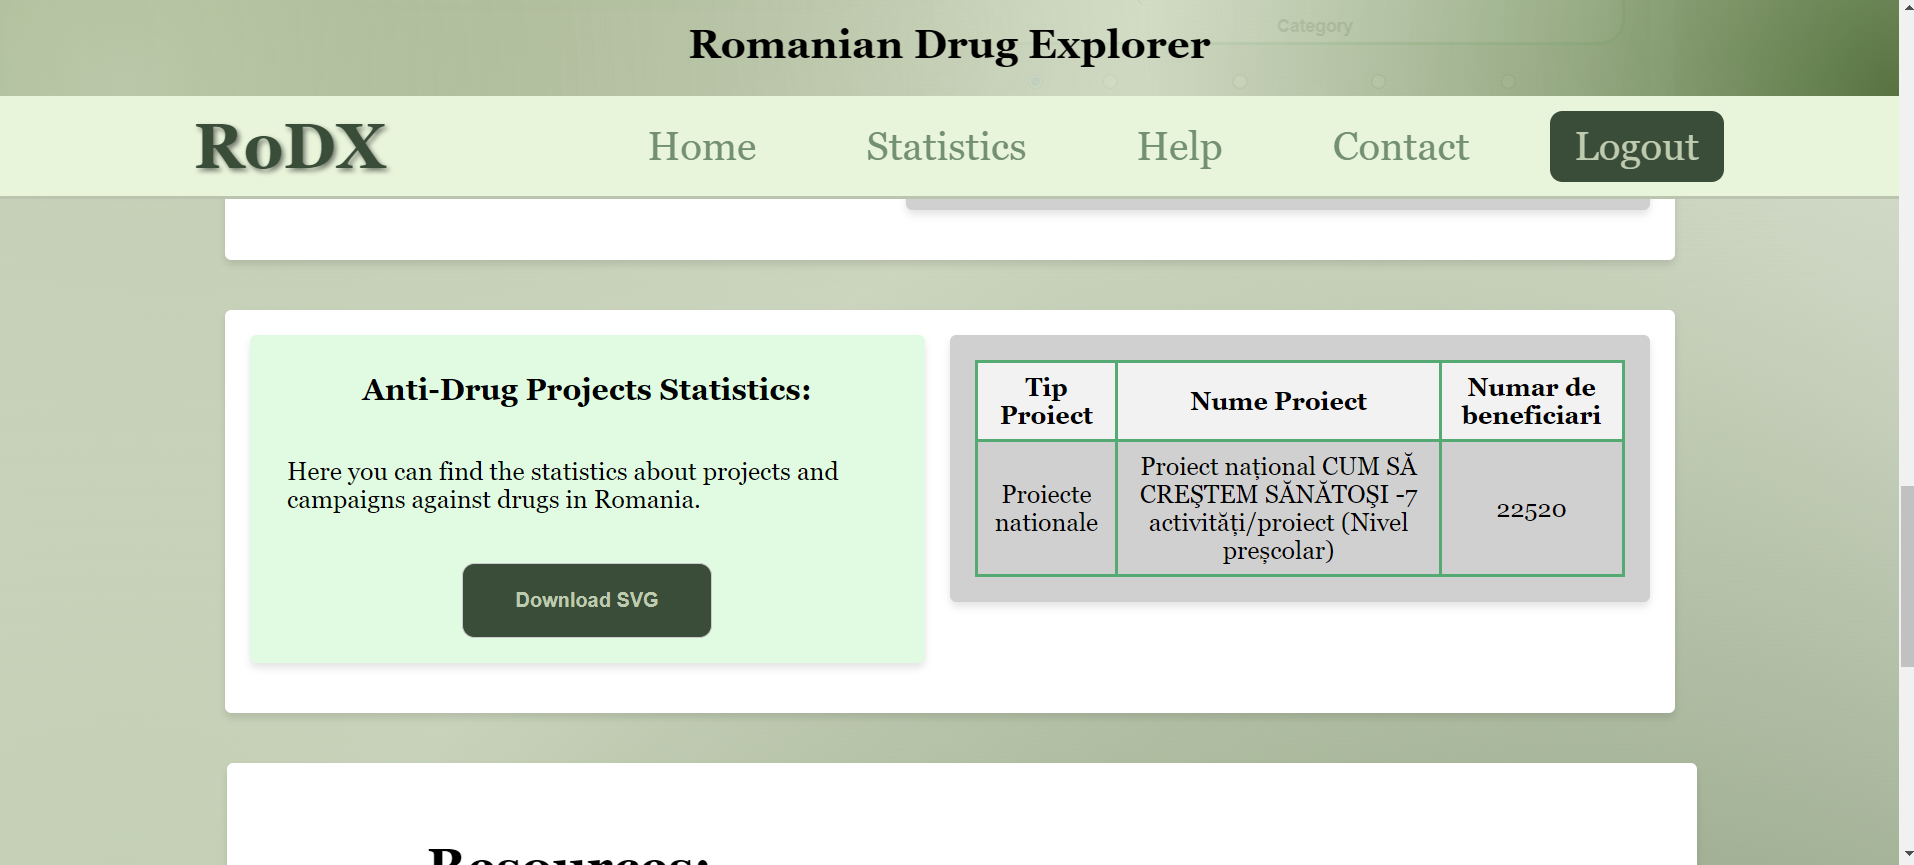 Category
Romanian Drug Explorer
RoDX
Home
Statistics
Help
Contact
Logout
Anti-Drug Projects Statistics:
Here you can find the statistics about projects and
campaigns against drugs in Romania.
Download SVG
Tip
Proiect
Nume Proiect
Numar de
beneficiari
Proiecte
nationale
Proiect național CUM SĂ
CREŞTEM SĂNĂTOŞI -7
activități/proiect (Nivel
preșcolar)
22520
Resources: